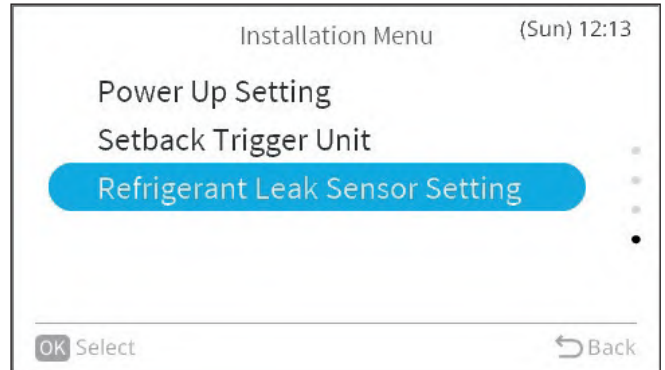 Installation Menu (Sun) 12:13
Power Up Setting
Setback Trigger Unit
Refrigerant Leak Sensor Setting
OK Select Back